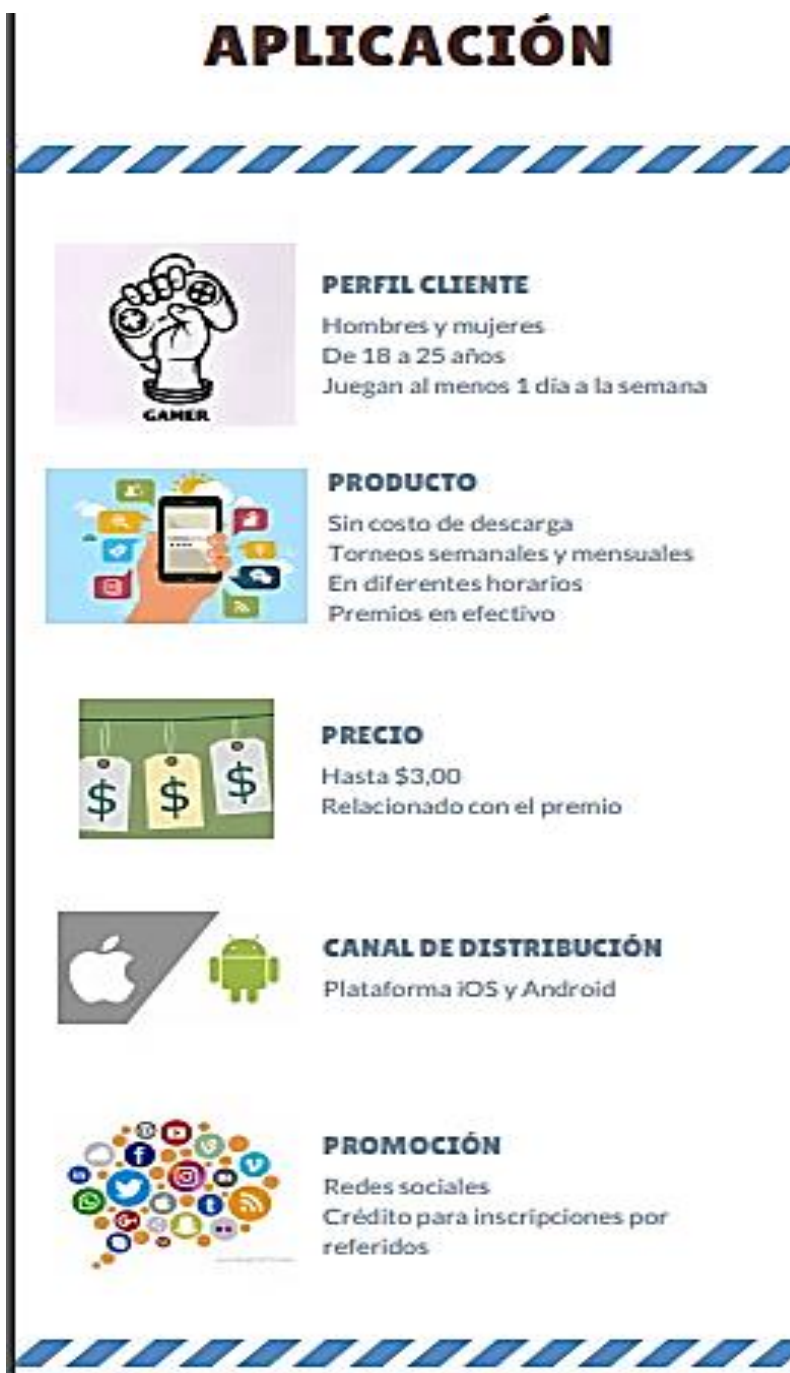 APLICACIÓN
GAMER
PERFIL CLIENTE
Hombres y mujeres
De 18 a 25 años
Juegan al menos 1 día a la semana
PRODUCTO
Sin costo de descarga
Torneos semanales y mensuales
En diferentes horarios
Premios en efectivo
$ $ $
PRECIO
Hasta $3,00
Relacionado con el premio
CANAL DE DISTRIBUCIÓN
Plataforma iOS y Android
PROMOCIÓN
Redes sociales
Crédito para inscripciones por
referidos